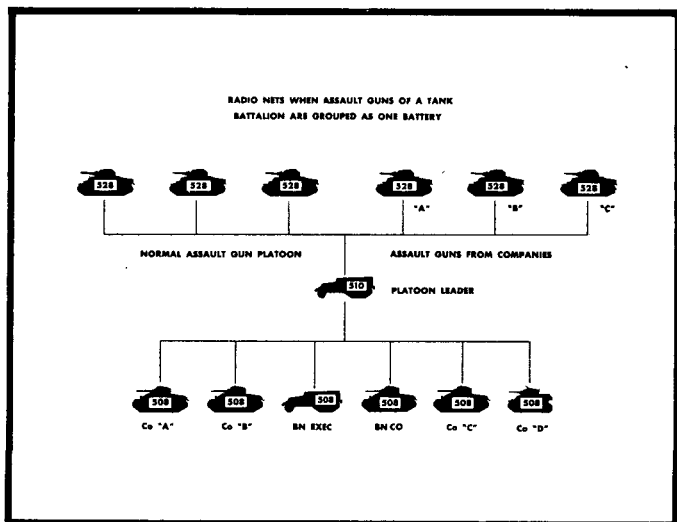 RADIO NETS WHEN ASSAULT GUNS OF A TANK
BATTALION ARE GROUPED AS ONE BATTERY
528 528 528 528 528 528
"A" "B" "C"
NORMAL ASSAULT GUN PLATOON ASSAULT GUNS FROM COMPANIES
510 PLATOON LEADER
508 508 508 508 508 508
Co "A" Co "B" BN EXEC BN CO Co "C" Co "D"